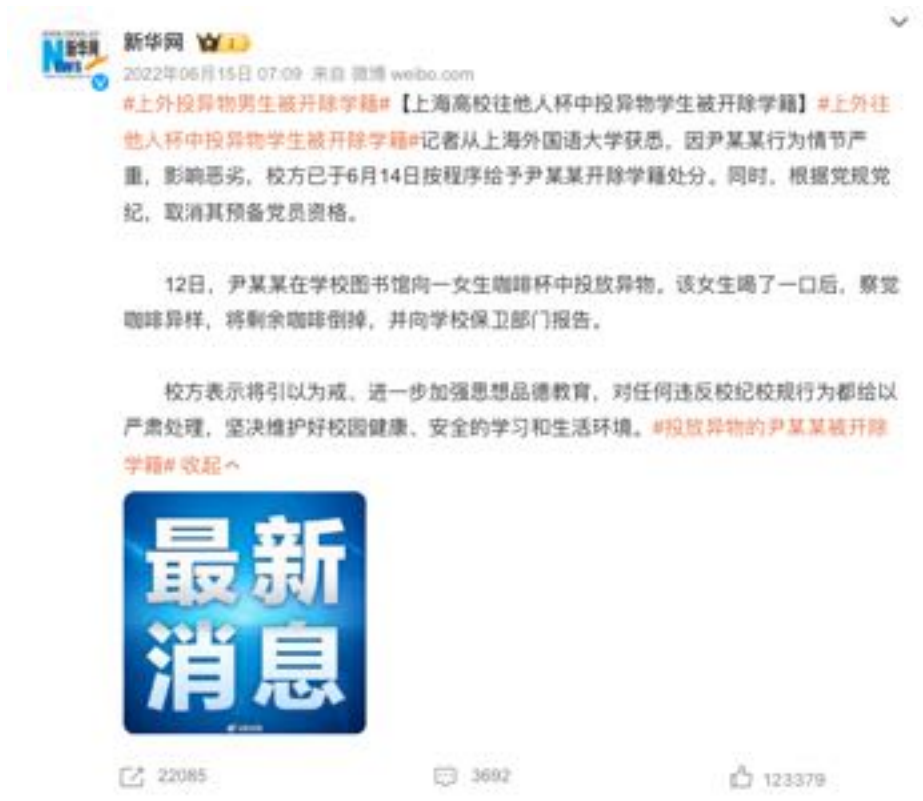 新华网
2022年06月15日 07:09 来自 微博 weibo.com
#上外投异物男生被开除学籍#【上海高校往他人杯中投异物学生被开除学籍】#上外往
他人杯中投异物学生被开除学籍#记者从上海外国语大学获悉，因尹某某行为情节严
重，影响恶劣，校方已于6月14日按程序给予尹某某开除学籍处分。同时，根据党规党
纪，取消其预备党员资格。
12日，尹某某在学校图书馆向一女生咖啡杯中投放异物。该女生喝了一口后，察觉
咖啡异样，将剩余咖啡倒掉，并向学校保卫部门报告。
校方表示将引以为戒，进一步加强思想品德教育，对任何违反校纪校规行为都给以
严肃处理，坚决维护好校园健康、安全的学习和生活环境。#投放异物的尹某某被开除
学籍# 收起
最新
消息
22085
3692
123379